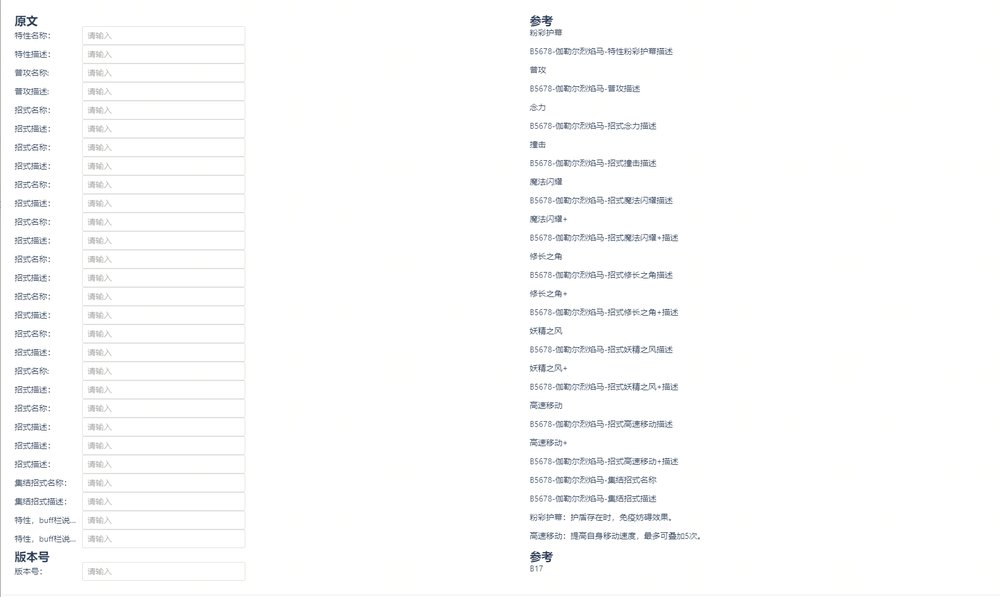 原文
特性名称： 请输入
特性描述： 请输入
普攻名称: 请输入
普攻描述: 请输入
招式名称： 请输入
招式描述： 请输入
招式名称： 请输入
招式描述： 请输入
招式名称： 请输入
招式描述： 请输入
招式名称： 请输入
招式描述： 请输入
招式名称： 请输入
招式描述： 请输入
招式名称： 请输入
招式描述： 请输入
招式名称： 请输入
招式描述： 请输入
招式名称: 请输入
招式描述： 请输入
招式名称： 请输入
招式描述： 请输入
招式描述： 请输入
招式描述： 请输入
集结招式名称： 请输入
集结招式描述： 请输入
特性，buff栏说... 请输入
特性，buff栏说... 请输入
版本号
版本号： 请输入
参考
粉彩护幕
B5678-伽勒尔烈焰马-特性粉彩护幕描述
普攻
B5678-伽勒尔烈焰马-普攻描述
念力
B5678-伽勒尔烈焰马-招式念力描述
撞击
B5678-伽勒尔烈焰马-招式撞击描述
魔法闪耀
B5678-伽勒尔烈焰马-招式魔法闪耀描述
魔法闪耀+
B5678-伽勒尔烈焰马-招式魔法闪耀+描述
修长之角
B5678-伽勒尔烈焰马-招式修长之角描述
修长之角+
B5678-伽勒尔烈焰马-招式修长之角+描述
妖精之风
B5678-伽勒尔烈焰马-招式妖精之风描述
妖精之风+
B5678-伽勒尔烈焰马-招式妖精之风+描述
高速移动
B5678-伽勒尔烈焰马-招式高速移动描述
高速移动+
B5678-伽勒尔烈焰马-招式高速移动+描述
B5678-伽勒尔烈焰马-集结招式名称
B5678-伽勒尔烈焰马-集结招式描述
粉彩护幕：护盾存在时，免疫妨碍效果。
高速移动：提高自身移动速度，最多可叠加5次。
参考
B17